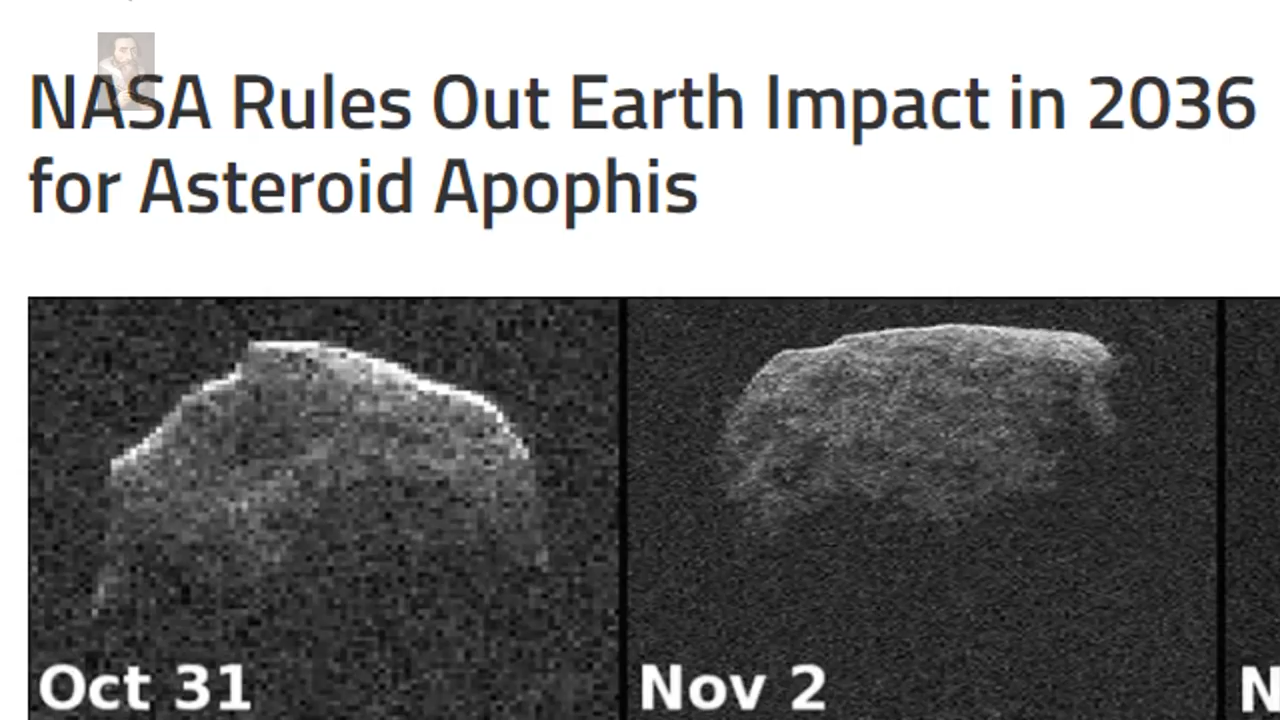 NASA Rules Out Earth Impact in 2036
for Asteroid Apophis
Oct 31
Nov 2
N